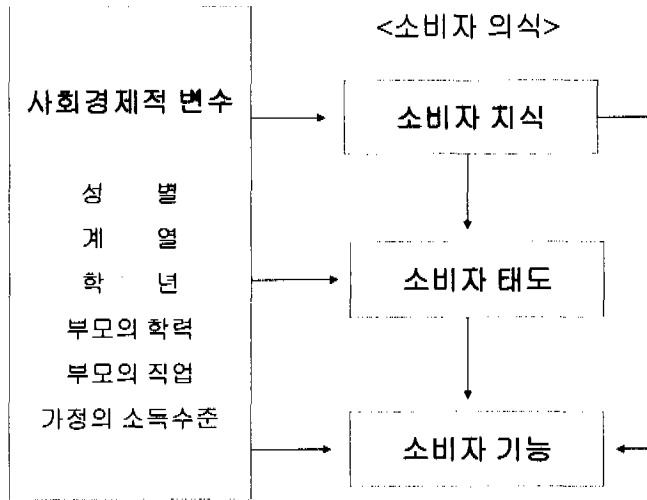 <소비자 의식>
사회경제적 변수
성 별
계 열
학 년
부모의 학력
부모의 직업
가정의 소득수준
소비자 지식
소비자 태도
소비자 기능